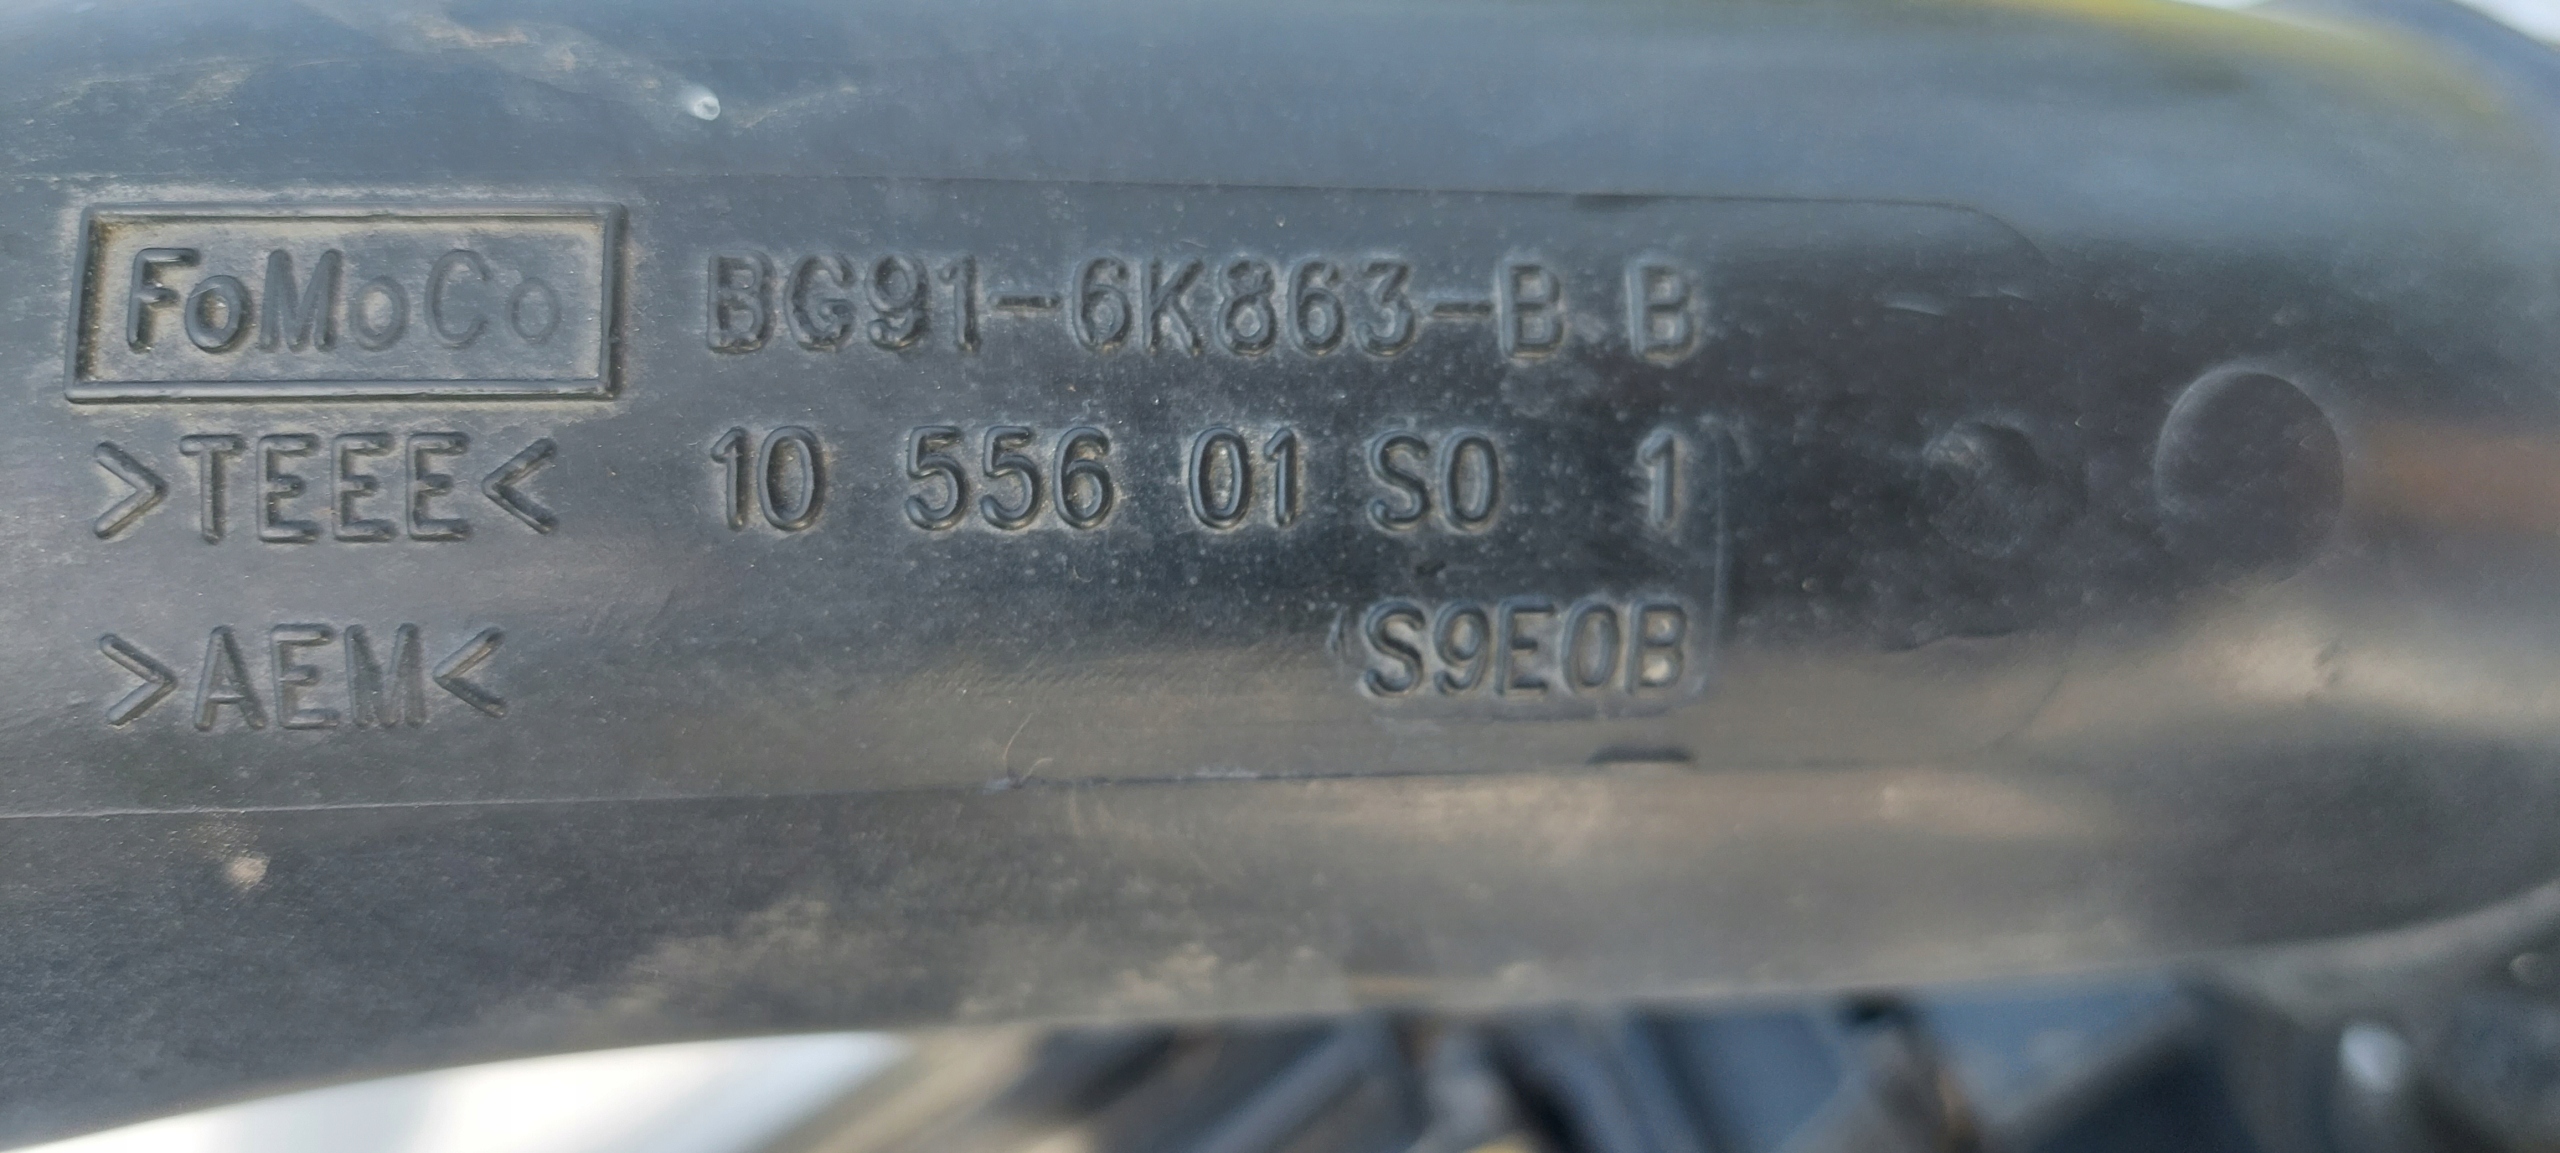 FoMoCo BG91-6K863-B B
>TEEE< 10 556 01 S0 1
>AEM< S9E0B